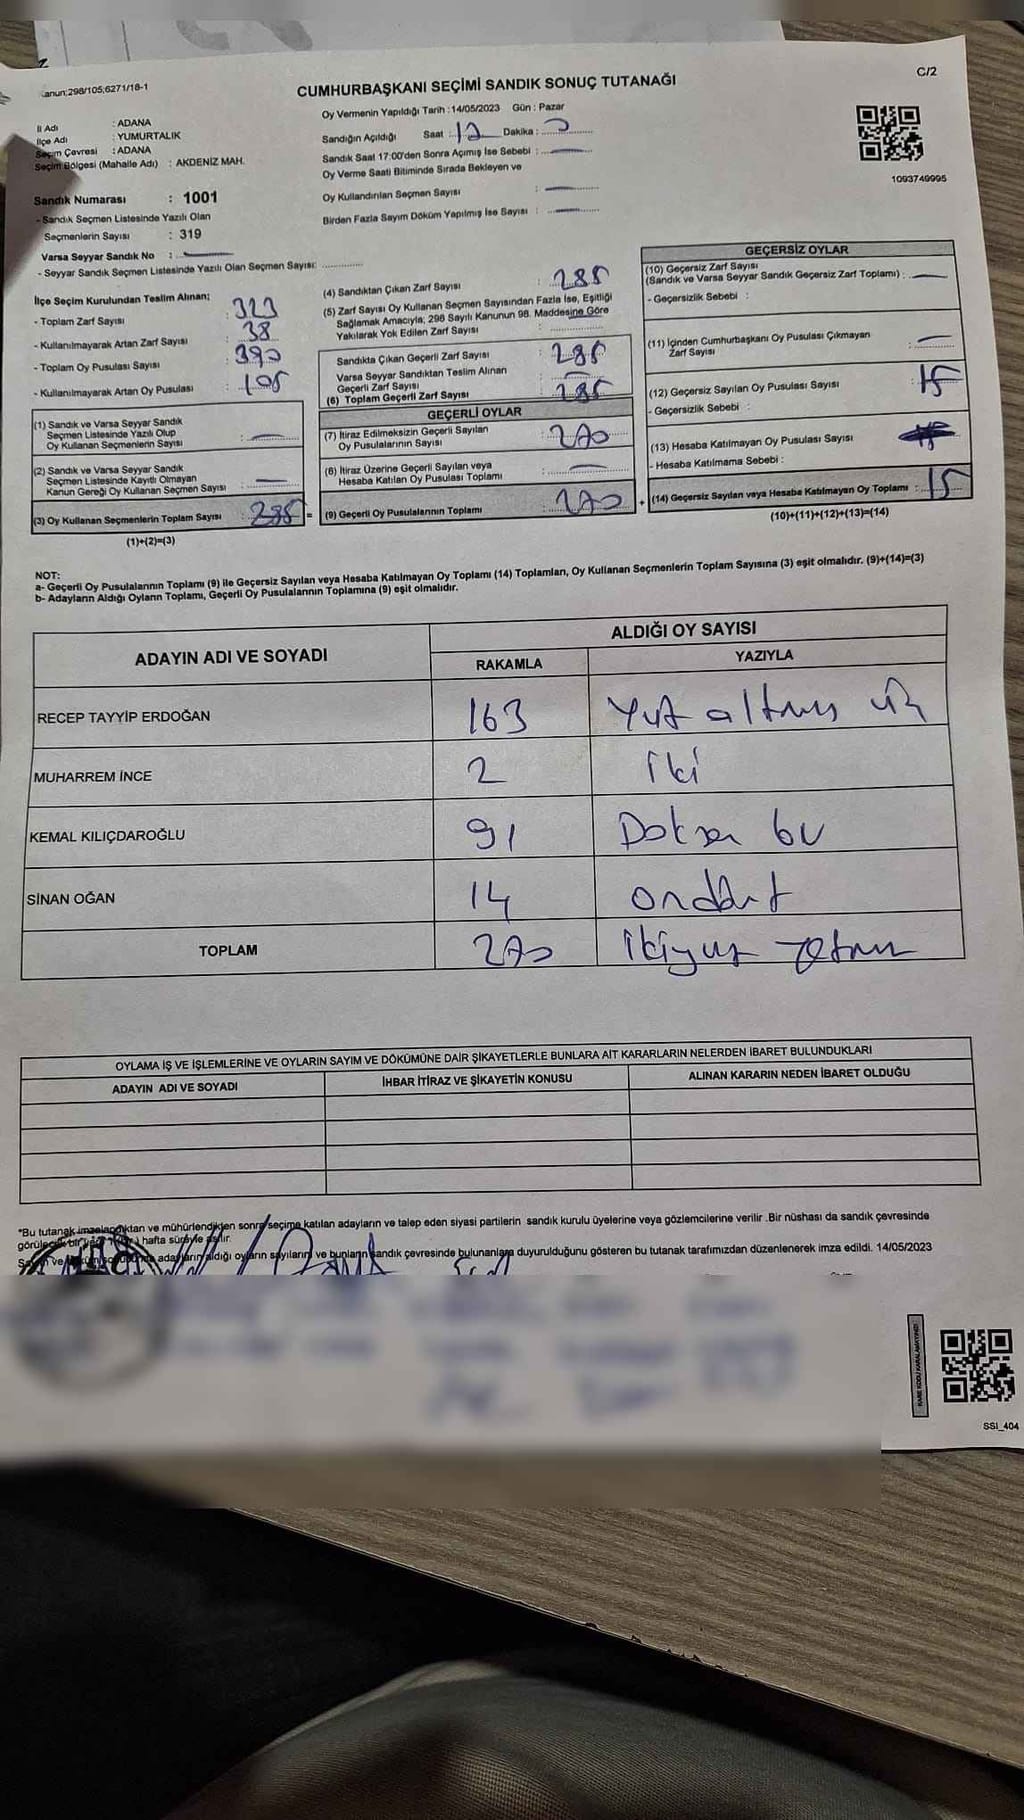 Kanun:298/105;6271/18-1
CUMHURBAŞKANI SEÇİMİ SANDIK SONUÇ TUTANAĞI
C/2
İl Adı : ADANA
İlçe Adı : YUMURTALIK
Seçim Çevresi : ADANA
Seçim Bölgesi (Mahalle Adı) : AKDENİZ MAH.
Sandık Numarası : 1001
- Sandık Seçmen Listesinde Yazılı Olan
Seçmenlerin Sayısı : 319
Varsa Seyyar Sandık No :
- Seyyar Sandık Seçmen Listesinde Yazılı Olan Seçmen Sayısı:
Oy Vermenin Yapıldığı Tarih : 14/05/2023 Gün : Pazar
Sandığın Açıldığı Saat : Dakika :
Sandık Saat 17:00'den Sonra Açımış İse Sebebi :
Oy Verme Saati Bitiminde Sırada Bekleyen ve
Oy Kullandırılan Seçmen Sayısı :
Birden Fazla Sayım Döküm Yapılmış İse Sayısı :
1093749995
İlçe Seçim Kurulundan Teslim Alınan;
- Toplam Zarf Sayısı : 323
- Kullanılmayarak Artan Zarf Sayısı : 38
- Toplam Oy Pusulası Sayısı : 390
- Kullanılmayarak Artan Oy Pusulası : 105
(1) Sandık ve Varsa Seyyar Sandık
Seçmen Listesinde Yazılı Olup
Oy Kullanan Seçmenlerin Sayısı :
(2) Sandık ve Varsa Seyyar Sandık
Seçmen Listesinde Kayıtlı Olmayan
Kanun Gereği Oy Kullanan Seçmen Sayısı :
(3) Oy Kullanan Seçmenlerin Toplam Sayısı : 285 =
(1)+(2)=(3)
(4) Sandıktan Çıkan Zarf Sayısı : 285
(5) Zarf Sayısı Oy Kullanan Seçmen Sayısından Fazla İse, Eşitliği
Sağlamak Amacıyla; 298 Sayılı Kanunun 98. Maddesine Göre
Yakılarak Yok Edilen Zarf Sayısı :
Sandıkta Çıkan Geçerli Zarf Sayısı : 285
Varsa Seyyar Sandıktan Teslim Alınan
Geçerli Zarf Sayısı :
(6) Toplam Geçerli Zarf Sayısı : 285
GEÇERLİ OYLAR
(7) İtiraz Edilmeksizin Geçerli Sayılan
Oy Pusulalarının Sayısı : 270
(8) İtiraz Üzerine Geçerli Sayılan veya
Hesaba Katılan Oy Pusulası Toplamı :
(9) Geçerli Oy Pusulalarının Toplamı : 270 +
GEÇERSİZ OYLAR
(10) Geçersiz Zarf Sayısı
(Sandık ve Varsa Seyyar Sandık Geçersiz Zarf Toplamı) :
- Geçersizlik Sebebi :
(11) İçinden Cumhurbaşkanı Oy Pusulası Çıkmayan
Zarf Sayısı :
(12) Geçersiz Sayılan Oy Pusulası Sayısı : 15
- Geçersizlik Sebebi :
(13) Hesaba Katılmayan Oy Pusulası Sayısı :
- Hesaba Katılmama Sebebi :
(14) Geçersiz Sayılan veya Hesaba Katılmayan Oy Toplamı : 15
(10)+(11)+(12)+(13)=(14)
NOT:
a- Geçerli Oy Pusulalarının Toplamı (9) ile Geçersiz Sayılan veya Hesaba Katılmayan Oy Toplamı (14) Toplamları, Oy Kullanan Seçmenlerin Toplam Sayısına (3) eşit olmalıdır. (9)+(14)=(3)
b- Adayların Aldığı Oyların Toplamı, Geçerli Oy Pusulalarının Toplamına (9) eşit olmalıdır.
ADAYIN ADI VE SOYADI ALDIĞI OY SAYISI
RAKAMLA YAZIYLA
RECEP TAYYİP ERDOĞAN 163 Yüz altmış üç
MUHARREM İNCE 2 iki
KEMAL KILIÇDAROĞLU 91 Doksan bir
SİNAN OĞAN 14 ondört
TOPLAM 270 ikiyüz yetmiş
OYLAMA İŞ VE İŞLEMLERİNE VE OYLARIN SAYIM VE DÖKÜMÜNE DAİR ŞİKAYETLERLE BUNLARA AİT KARARLARIN NELERDEN İBARET BULUNDUKLARI
ADAYIN ADI VE SOYADI İHBAR İTİRAZ VE ŞİKAYETİN KONUSU ALINAN KARARIN NEDEN İBARET OLDUĞU
"Bu tutanak imzalandıktan ve mühürlendikten sonra seçime katılan adayların ve talep eden siyasi partilerin sandık kurulu üyelerine veya gözlemcilerine verilir .Bir nüshası da sandık çevresinde
görülecek bir yere hafta süreyle asılır.
Sayım ve adayların aldığı oyların sayılarını ve bunların sandık çevresinde bulunanlara duyurulduğunu gösteren bu tutanak tarafımızdan düzenlenerek imza edildi. 14/05/2023
KARE KODU KARALAMAYINIZ!
SSI_404